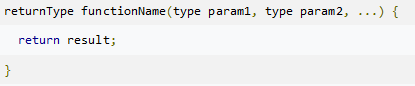 returnType functionName(type param1, type param2, ...) {
return result;
}